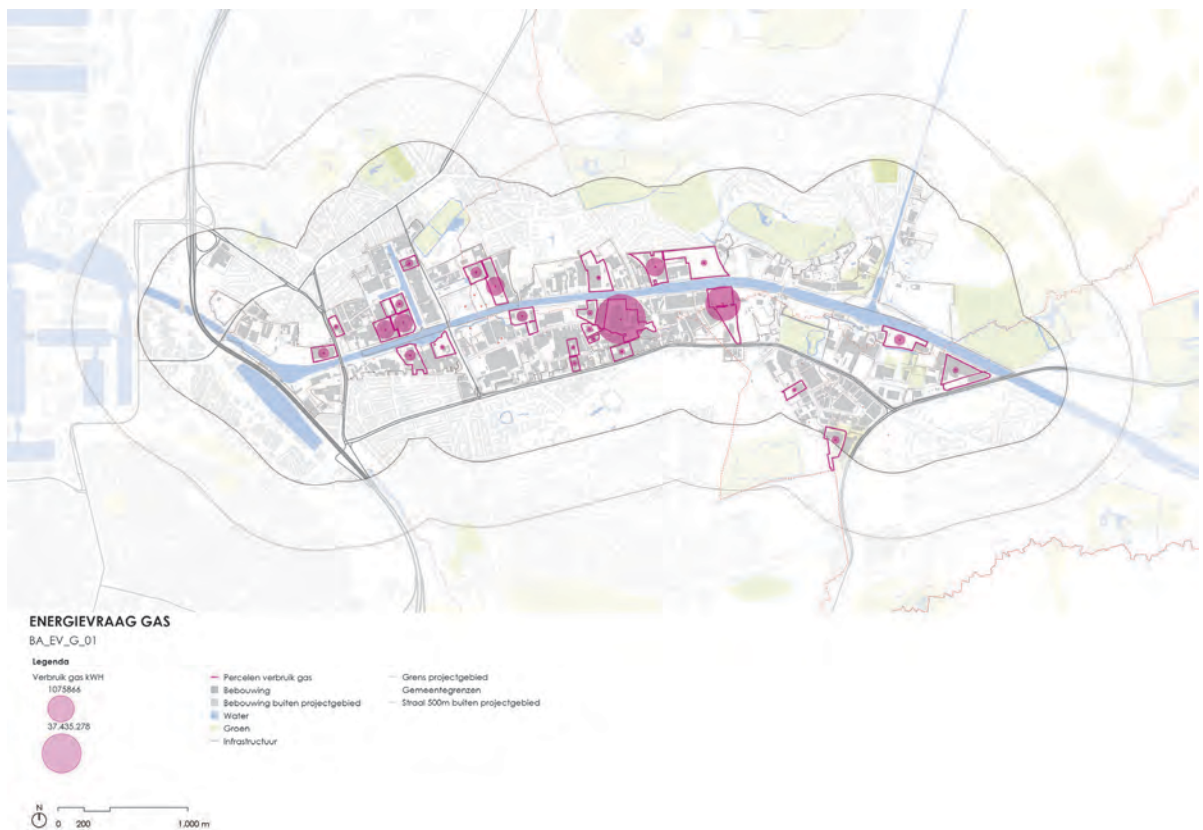 ENERGIEVRAAG GAS
BA_EV_G_01
Legenda
Verbruik gas kWH
1075866
37.435.278
Percelen verbruik gas
Bebouwing
Bebouwing buiten projectgebied
Water
Groen
Infrastructuur
Grens projectgebied
Gemeentegrenzen
Straal 500m buiten projectgebied
N
0 200 1.000 m